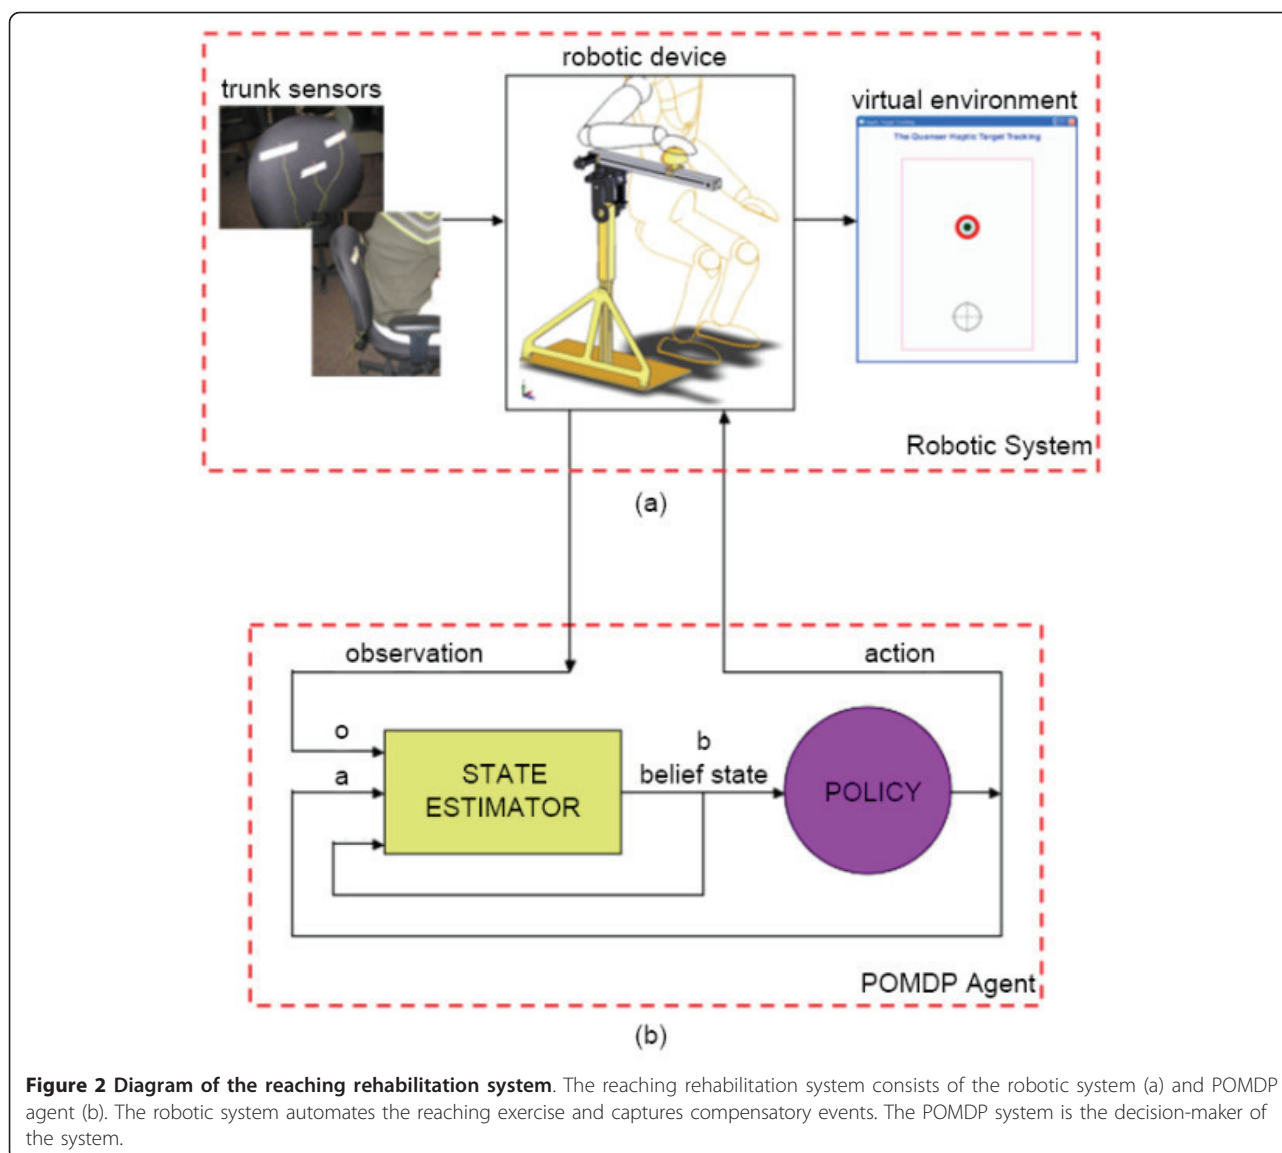 trunk sensors
robotic device
virtual environment
The Quanser Haptic Target Tracking
Robotic System
(a)
observation
action
o
a
STATE
ESTIMATOR
b
belief state
POLICY
POMDP Agent
(b)
Figure 2 Diagram of the reaching rehabilitation system. The reaching rehabilitation system consists of the robotic system (a) and POMDP
agent (b). The robotic system automates the reaching exercise and captures compensatory events. The POMDP system is the decision-maker of
the system.